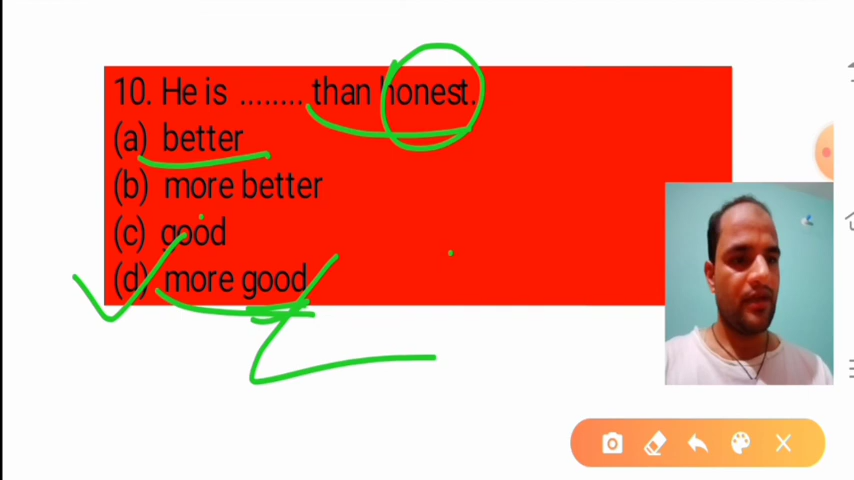 10. He is ........ than honest.
(a) better
(b) more better
(c) good
(d) more good